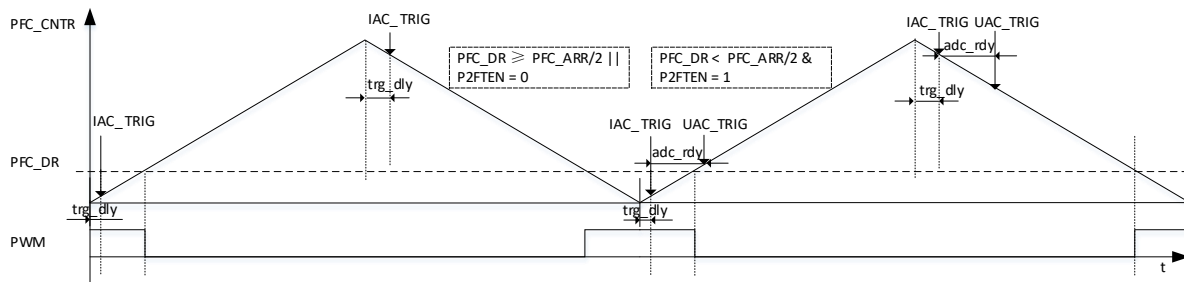 PFC_CNTR
IAC_TRIG
IAC_TRIG
UAC_TRIG
adc_rdy
PFC_DR ≥ PFC_ARR/2 ||
P2FTEN = 0
PFC_DR < PFC_ARR/2 &
P2FTEN = 1
trg_dly
trg_dly
IAC_TRIG
IAC_TRIG
UAC_TRIG
adc_rdy
PFC_DR
trg_dly
trg_dly
PWM
t